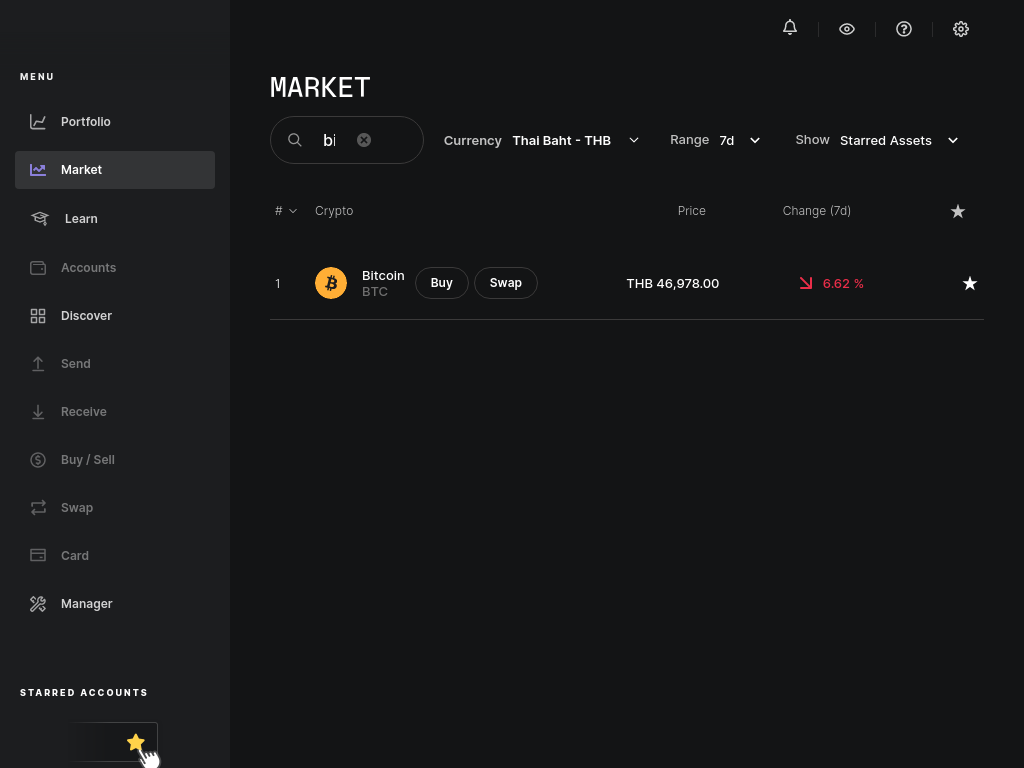 MENU
Portfolio
Market
Learn
Accounts
Discover
Send
Receive
Buy / Sell
Swap
Card
Manager
STARRED ACCOUNTS
MARKET
bi
Currency Thai Baht - THB
Range 7d
Show Starred Assets
# Crypto Price Change (7d)
1 Bitcoin BTC Buy Swap THB 46,978.00 6.62 %